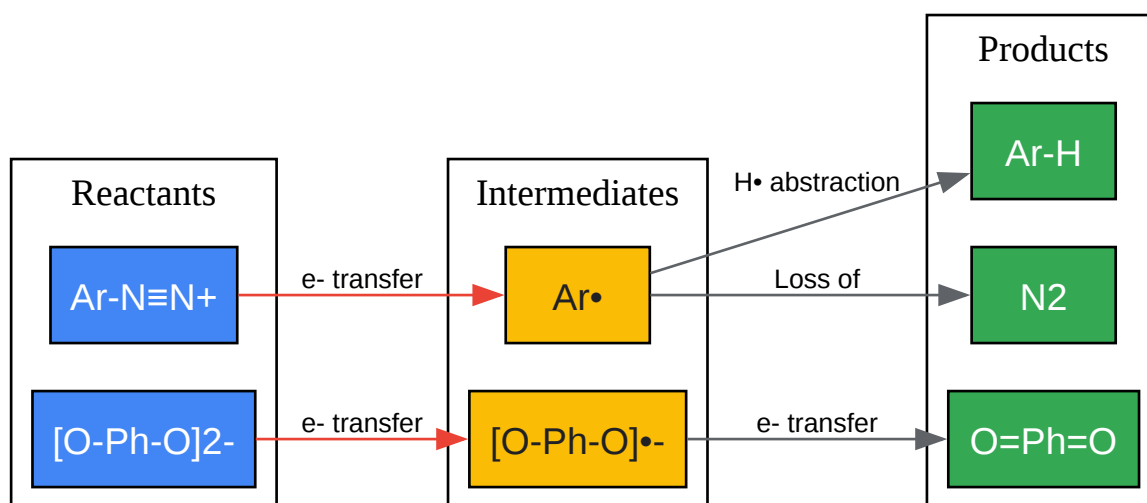 Reactants
Ar-N≡N+
[O-Ph-O]2-
e- transfer
e- transfer
Intermediates
Ar•
[O-Ph-O]•-
H• abstraction
Loss of
e- transfer
Products
Ar-H
N2
O=Ph=O